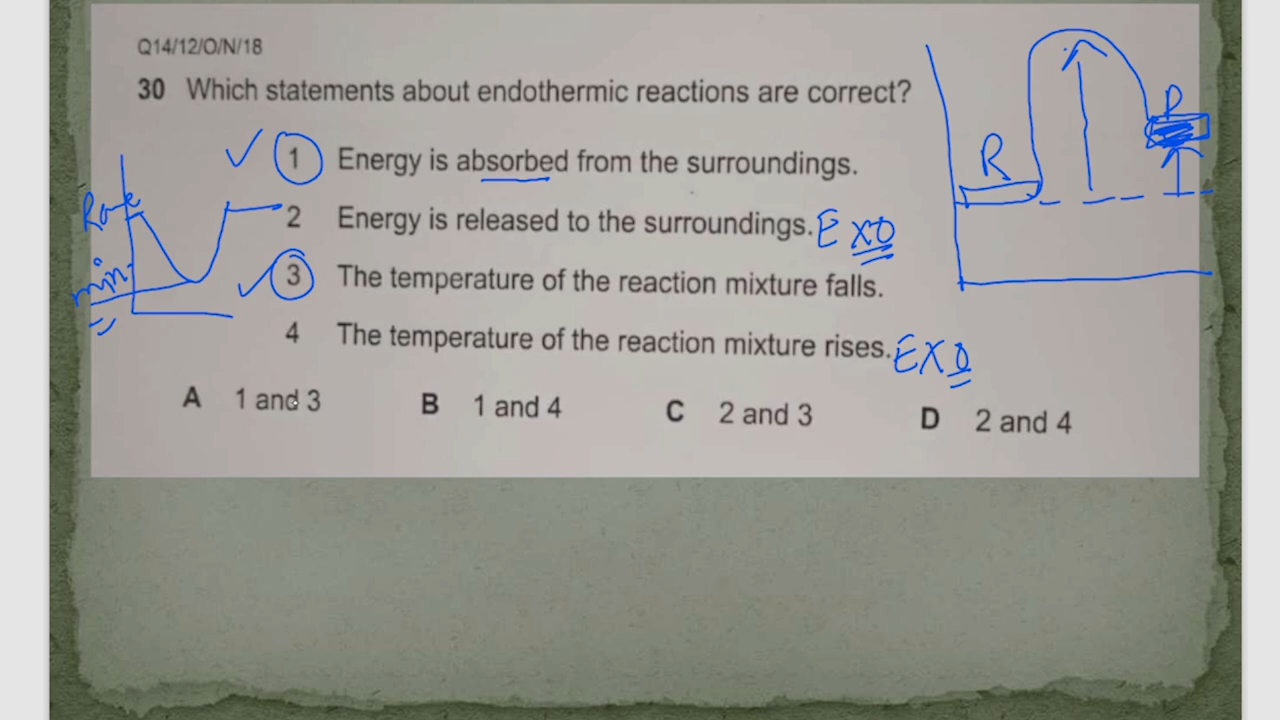 Q14/12/O/N/18
30 Which statements about endothermic reactions are correct?
1 Energy is absorbed from the surroundings.
2 Energy is released to the surroundings. EXO
3 The temperature of the reaction mixture falls.
4 The temperature of the reaction mixture rises. EXO
A 1 and 3 B 1 and 4 C 2 and 3 D 2 and 4
Rate
min.
R
P